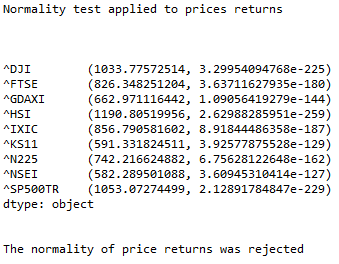 Normality test applied to prices returns
^DJI (1033.77572514, 3.29954094768e-225)
^FTSE (826.348251204, 3.63711627935e-180)
^GDAXI (662.971116442, 1.09056419279e-144)
^HSI (1190.80519956, 2.62988285951e-259)
^IXIC (856.790581602, 8.91844486358e-187)
^KS11 (591.331824511, 3.92577875528e-129)
^N225 (742.216624882, 6.75628122648e-162)
^NSEI (582.289501088, 3.60945310414e-127)
^SP500TR (1053.07274499, 2.12891784847e-229)
dtype: object
The normality of price returns was rejected